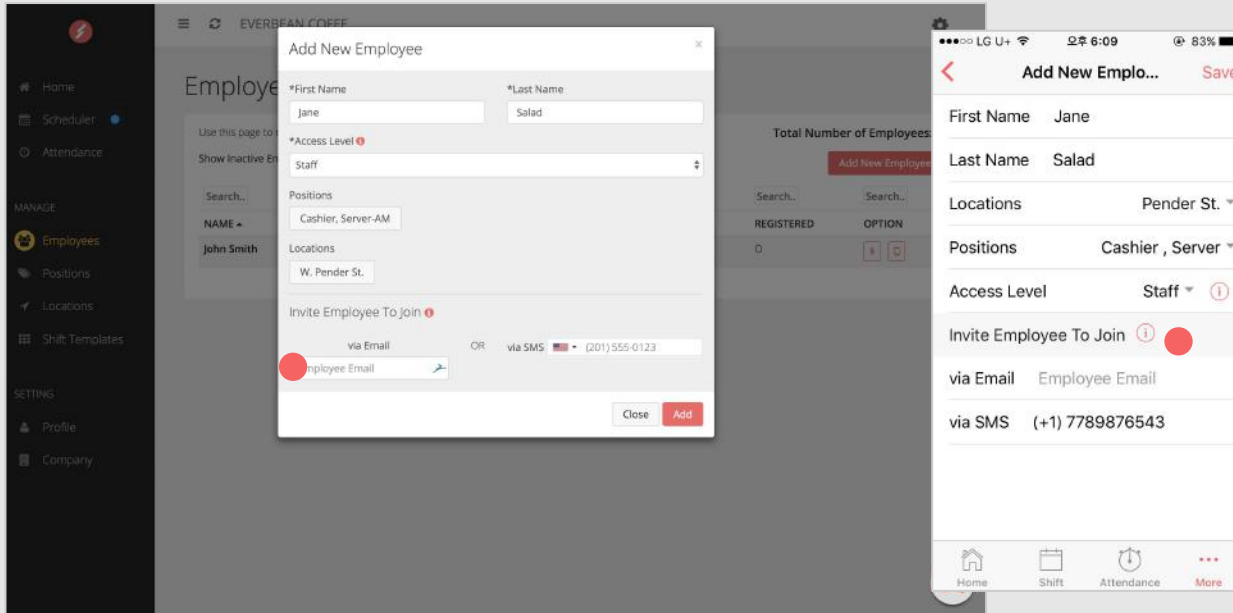 EVERBEAN COFFE
Home
Scheduler
Attendance
MANAGE
Employees
Positions
Locations
Shift Templates
SETTING
Profile
Company
Employe
Use this page to
Show Inactive En
Search..
NAME
John Smith
Total Number of Employees:
Add New Employee
Search.. Search..
REGISTERED OPTION
Add New Employee ×
*First Name *Last Name
Jane Salad
*Access Level
Staff
Positions
Cashier, Server-AM
Locations
W. Pender St.
Invite Employee To Join
via Email OR via SMS (201) 555-0123
mployee Email
Close Add
LG U+ 오후 6:09 83%
Add New Emplo... Save
First Name Jane
Last Name Salad
Locations Pender St.
Positions Cashier , Server
Access Level Staff
Invite Employee To Join
via Email Employee Email
via SMS (+1) 7789876543
Home Shift Attendance More